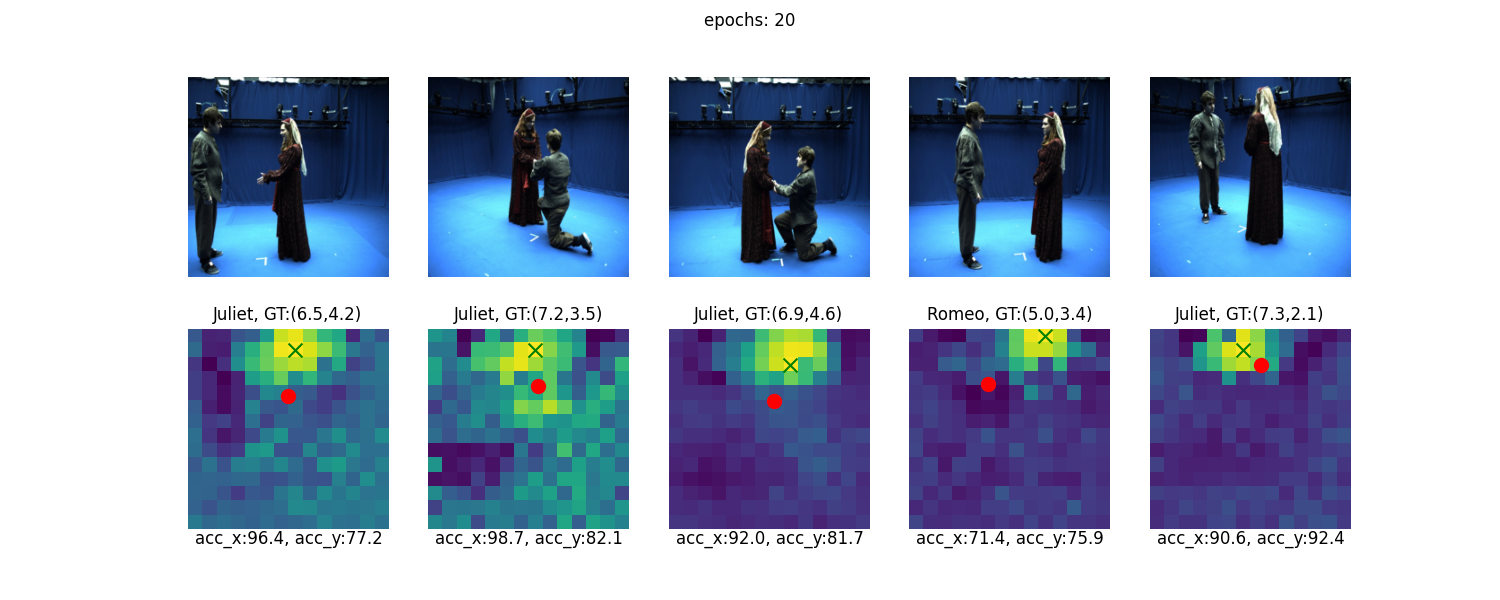 epochs: 20
Juliet, GT:(6.5,4.2)
Juliet, GT:(7.2,3.5)
Juliet, GT:(6.9,4.6)
Romeo, GT:(5.0,3.4)
Juliet, GT:(7.3,2.1)
acc_x:96.4, acc_y:77.2
acc_x:98.7, acc_y:82.1
acc_x:92.0, acc_y:81.7
acc_x:71.4, acc_y:75.9
acc_x:90.6, acc_y:92.4